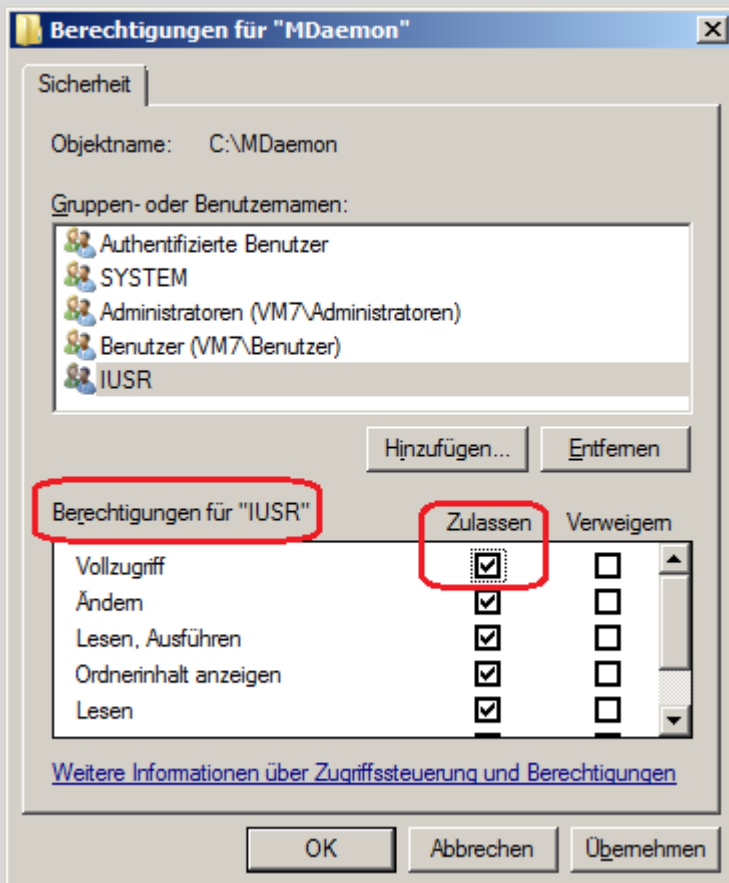 Berechtigungen für "MDaemon"
Sicherheit
Objektname: C:\MDaemon
Gruppen- oder Benutzernamen:
Authentifizierte Benutzer
SYSTEM
Administratoren (VM7\Administratoren)
Benutzer (VM7\Benutzer)
IUSR
Hinzufügen... Entfernen
Berechtigungen für "IUSR" Zulassen Verweigern
Vollzugriff
Ändern
Lesen, Ausführen
Ordnerinhalt anzeigen
Lesen
Weitere Informationen über Zugriffssteuerung und Berechtigungen
OK Abbrechen Übernehmen